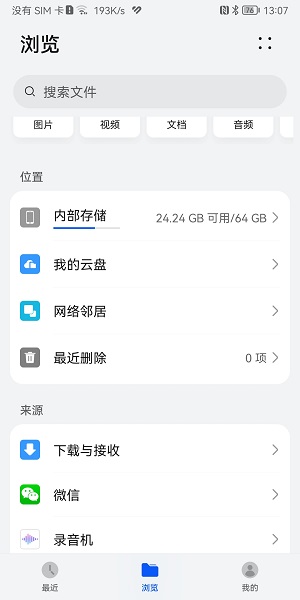 没有 SIM 卡 193K/s 76 13:07
浏览
搜索文件
图片 视频 文档 音频
位置
内部存储 24.24 GB 可用/64 GB
我的云盘
网络邻居
最近删除 0 项
来源
下载与接收
微信
录音机
最近 浏览 我的